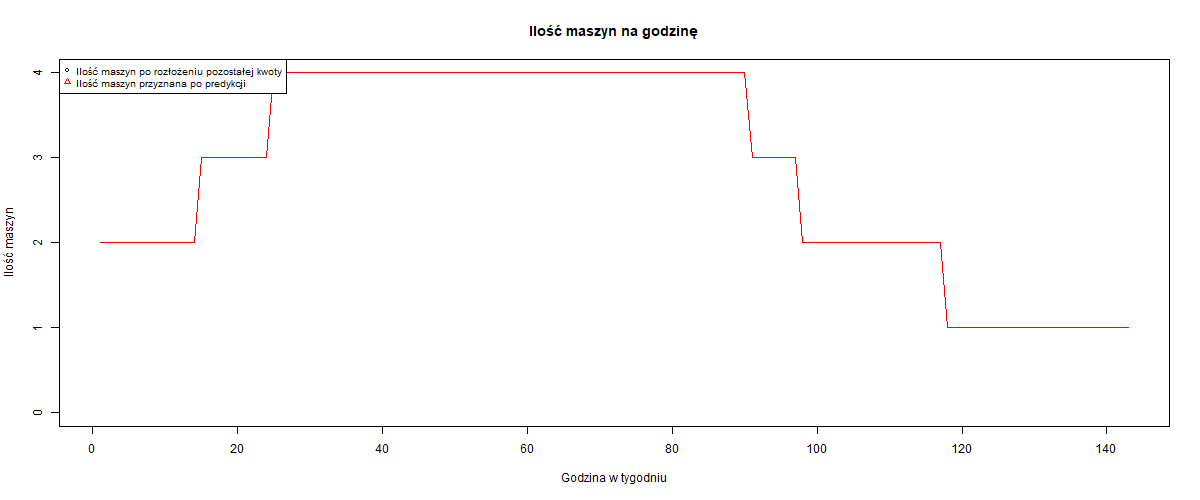 Ilość maszyn na godzinę
Ilość maszyn po rozłożeniu pozostałej kwoty
Ilość maszyn przyznana po predykcji
Ilość maszyn
4
3
2
1
0
0 20 40 60 80 100 120 140
Godzina w tygodniu